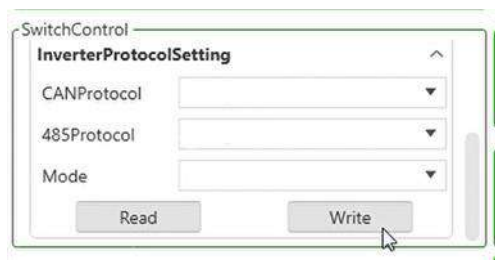 SwitchControl
InverterProtocolSetting
CANProtocol
485Protocol
Mode
Read Write